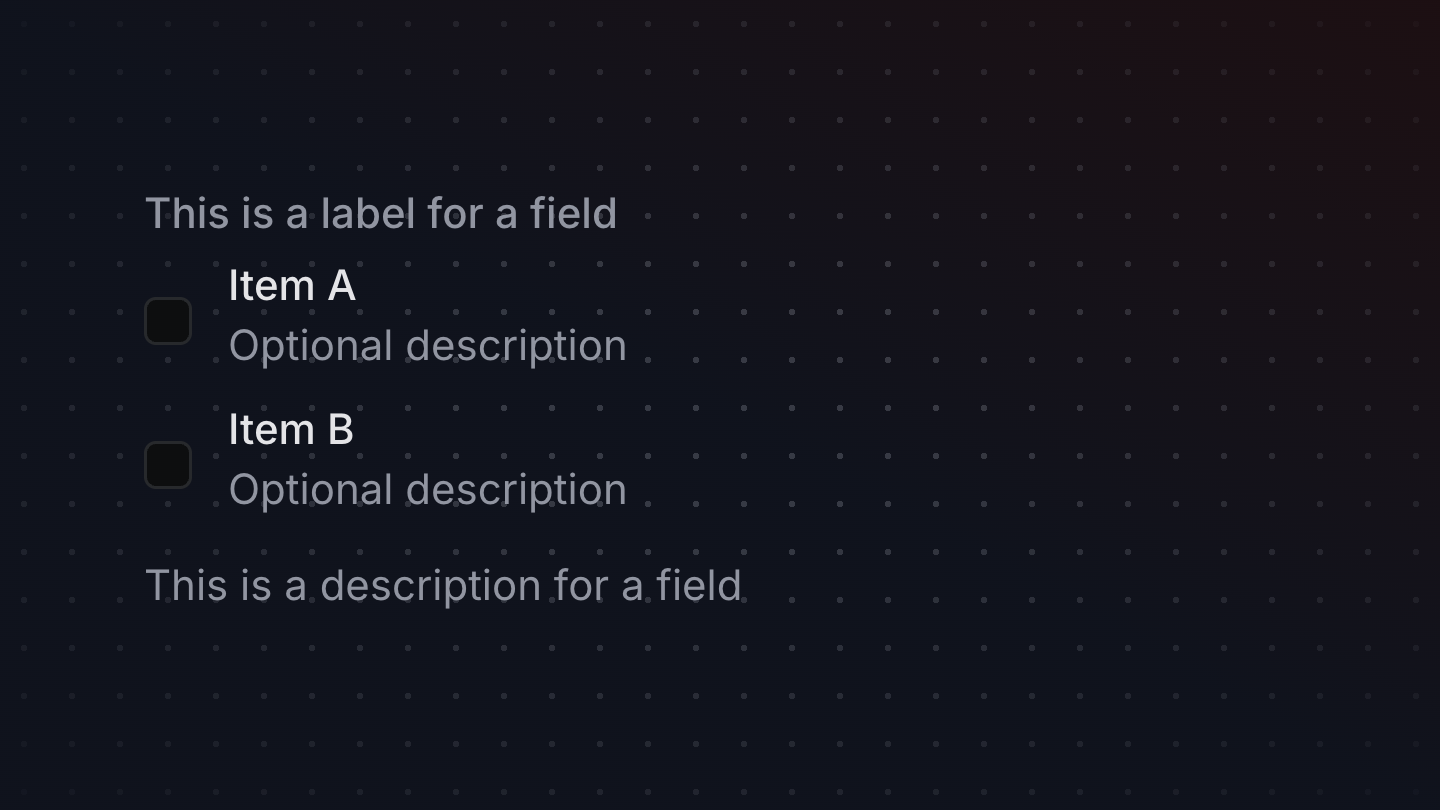 This is a label for a field
Item A
Optional description
Item B
Optional description
This is a description for a field